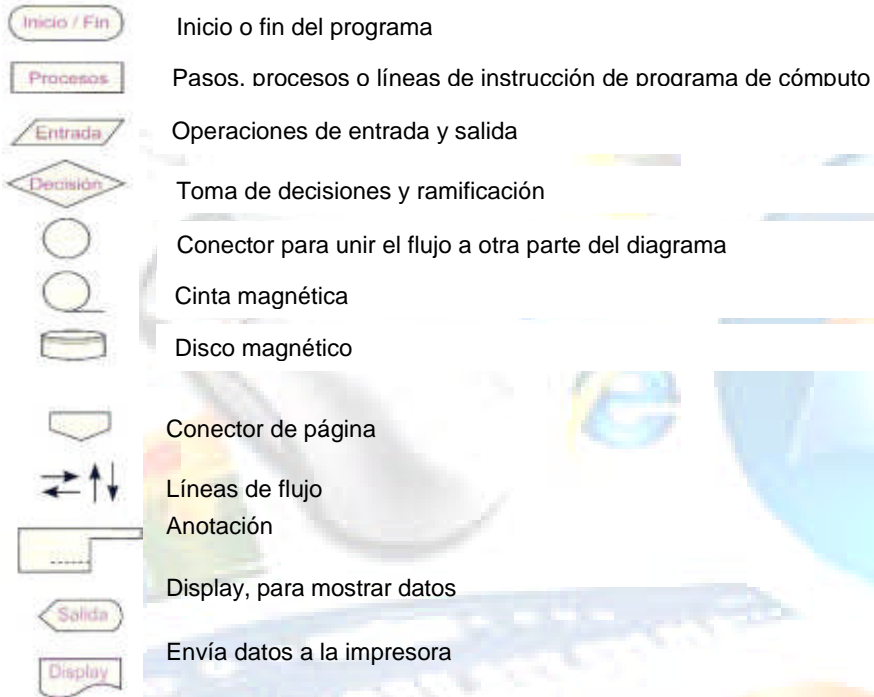 Inicio / Fin Inicio o fin del programa
Procesos Pasos, procesos o líneas de instrucción de programa de cómputo
Entrada Operaciones de entrada y salida
Decisión Toma de decisiones y ramificación
Conector para unir el flujo a otra parte del diagrama
Cinta magnética
Disco magnético
Conector de página
Líneas de flujo
Anotación
Display, para mostrar datos
Salida
Envía datos a la impresora
Display